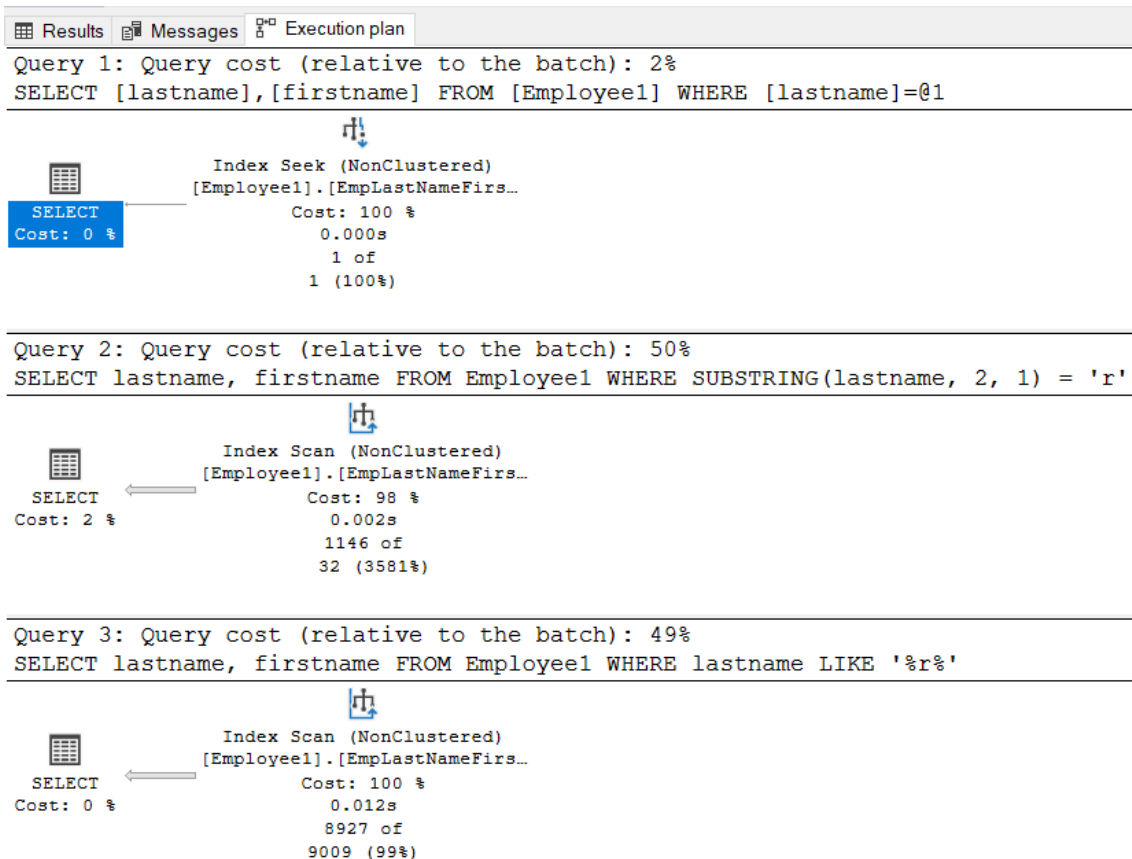 Results Messages Execution plan
Query 1: Query cost (relative to the batch): 2%
SELECT [lastname],[firstname] FROM [Employee1] WHERE [lastname]=@1
Index Seek (NonClustered)
[Employee1].[EmpLastNameFirs…
SELECT
Cost: 0 %
Cost: 100 %
0.000s
1 of
1 (100%)
Query 2: Query cost (relative to the batch): 50%
SELECT lastname, firstname FROM Employee1 WHERE SUBSTRING(lastname, 2, 1) = 'r'
Index Scan (NonClustered)
[Employee1].[EmpLastNameFirs…
SELECT
Cost: 2 %
Cost: 98 %
0.002s
1146 of
32 (3581%)
Query 3: Query cost (relative to the batch): 49%
SELECT lastname, firstname FROM Employee1 WHERE lastname LIKE '%r%'
Index Scan (NonClustered)
[Employee1].[EmpLastNameFirs…
SELECT
Cost: 0 %
Cost: 100 %
0.012s
8927 of
9009 (99%)